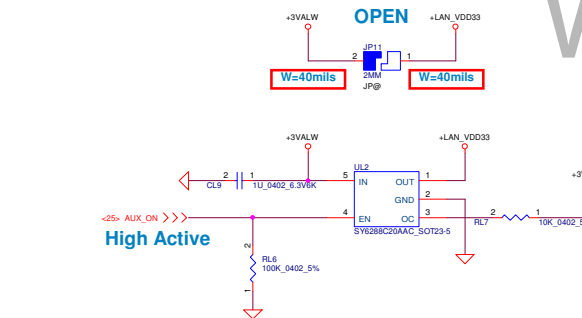 OPEN
+3VALW +LAN_VDD33
JP11
2 1
W=40mils 2MM W=40mils
JP@
+3VALW +LAN_VDD33
UL2
2 1 5 IN OUT 1
CL9 1U_0402_6.3V6K
GND 2
<25> AUX_ON 4 EN OC 3 2 1
RL7 10K_0402_5
SY6288C20AAC_SOT23-5
High Active
2
RL6
100K_0402_5%
1